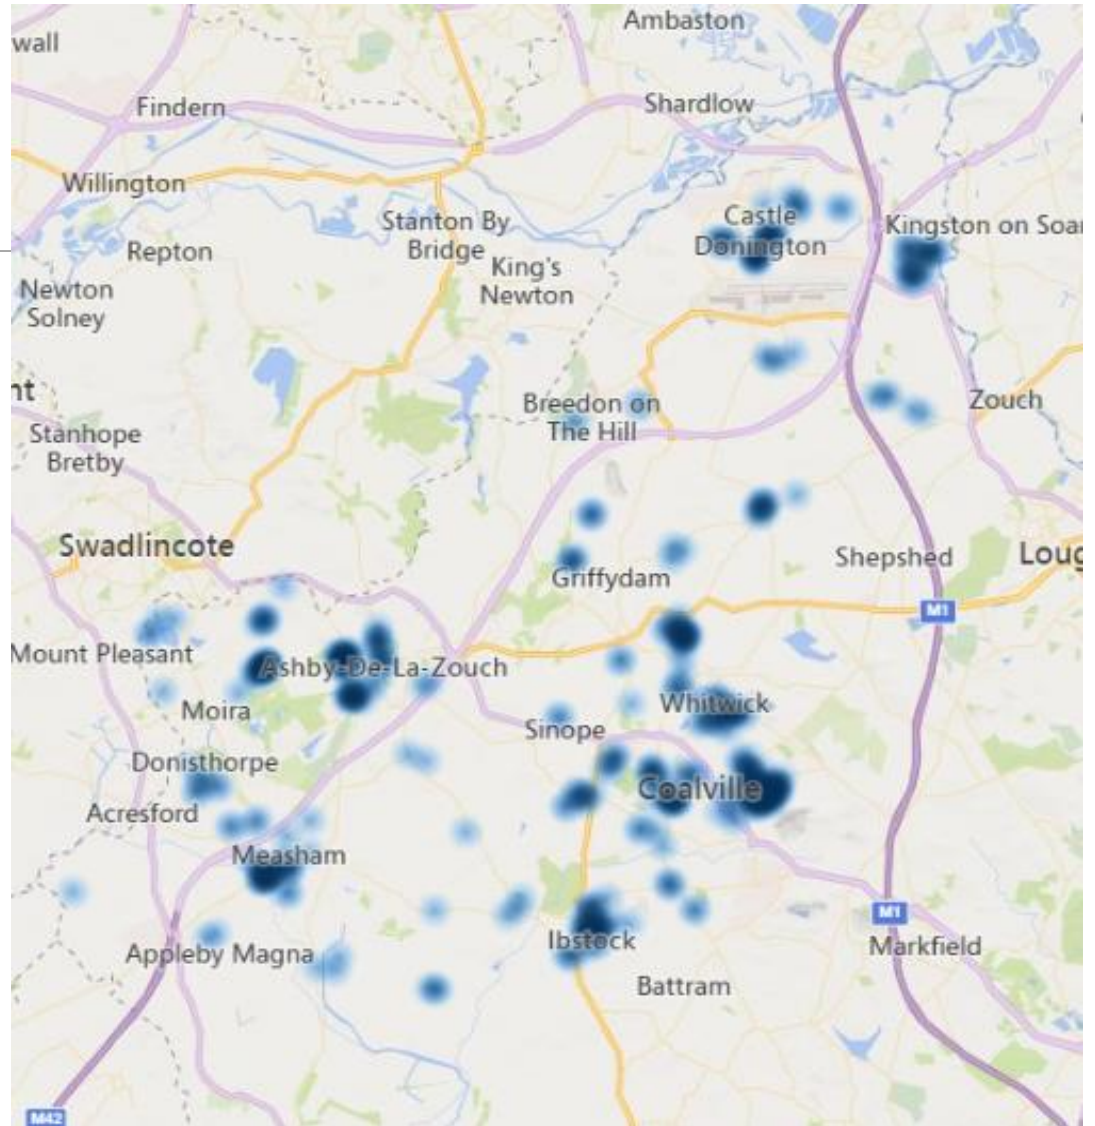 Ambaston
wall
Findern
Shardlow
Willington
Castle
Donington
Stanton By
Bridge
Kingston on Soar
Repton
King's
Newton
Newton
Solney
nt
Breedon on
The Hill
Zouch
Stanhope
Bretby
Swadlincote
Shepshed
Loug
Griffydam
M1
Mount Pleasant
Ashby-De-La-Zouch
Moira
Whitwick
Sinope
Donisthorpe
Coalville
Acresford
Measham
M1
Ibstock
Markfield
Appleby Magna
Battram
M42